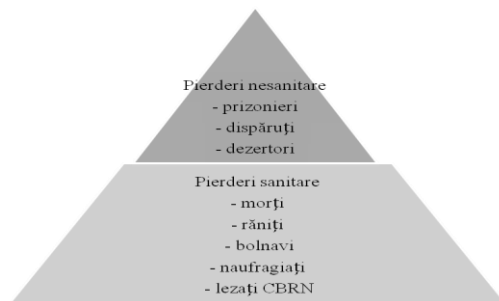 Pierderi nesanitare
- prizonieri
- dispăruți
- dezertori
Pierderi sanitare
- morți
- răniți
- bolnavi
- naufragiați
- lezați CBRN